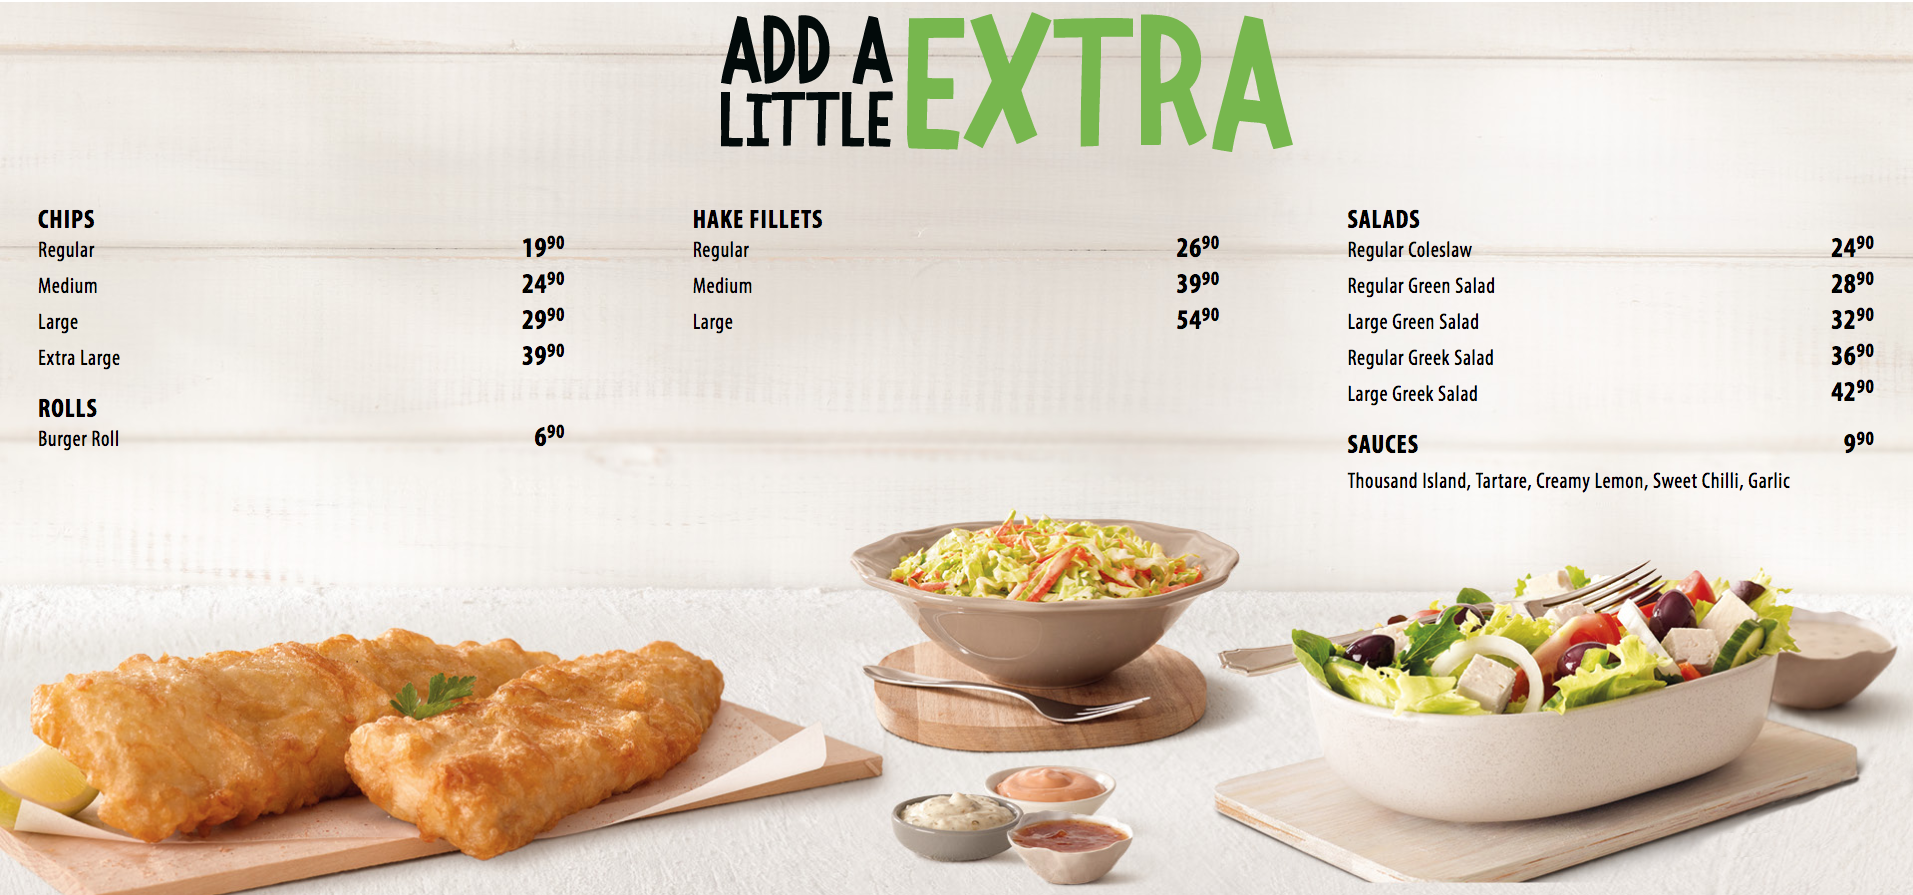 ADD A
LITTLE EXTRA
CHIPS
Regular 19⁹⁰
Medium 24⁹⁰
Large 29⁹⁰
Extra Large 39⁹⁰
ROLLS
Burger Roll 6⁹⁰
HAKE FILLETS
Regular 26⁹⁰
Medium 39⁹⁰
Large 54⁹⁰
SALADS
Regular Coleslaw 24⁹⁰
Regular Green Salad 28⁹⁰
Large Green Salad 32⁹⁰
Regular Greek Salad 36⁹⁰
Large Greek Salad 42⁹⁰
SAUCES 9⁹⁰
Thousand Island, Tartare, Creamy Lemon, Sweet Chilli, Garlic